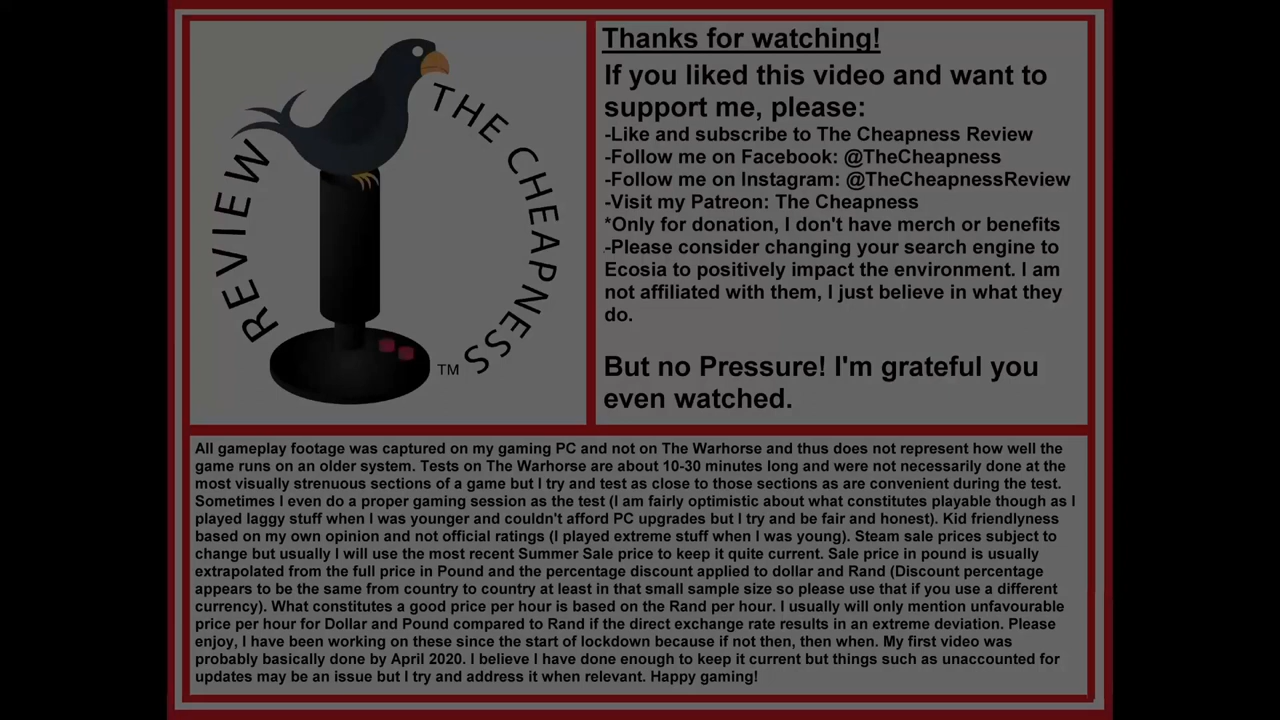 THE CHEAPNESS
REVIEW
TM
Thanks for watching!
If you liked this video and want to
support me, please:
-Like and subscribe to The Cheapness Review
-Follow me on Facebook: @TheCheapness
-Follow me on Instagram: @TheCheapnessReview
-Visit my Patreon: The Cheapness
*Only for donation, I don't have merch or benefits
-Please consider changing your search engine to
Ecosia to positively impact the environment. I am
not affiliated with them, I just believe in what they
do.
But no Pressure! I'm grateful you
even watched.
All gameplay footage was captured on my gaming PC and not on The Warhorse and thus does not represent how well the
game runs on an older system. Tests on The Warhorse are about 10-30 minutes long and were not necessarily done at the
most visually strenuous sections of a game but I try and test as close to those sections as are convenient during the test.
Sometimes I even do a proper gaming session as the test (I am fairly optimistic about what constitutes playable though as I
played laggy stuff when I was younger and couldn't afford PC upgrades but I try and be fair and honest). Kid friendlyness
based on my own opinion and not official ratings (I played extreme stuff when I was young). Steam sale prices subject to
change but usually I will use the most recent Summer Sale price to keep it quite current. Sale price in pound is usually
extrapolated from the full price in Pound and the percentage discount applied to dollar and Rand (Discount percentage
appears to be the same from country to country at least in that small sample size so please use that if you use a different
currency). What constitutes a good price per hour is based on the Rand per hour. I usually will only mention unfavourable
price per hour for Dollar and Pound compared to Rand if the direct exchange rate results in an extreme deviation. Please
enjoy, I have been working on these since the start of lockdown because if not then, then when. My first video was
probably basically done by April 2020. I believe I have done enough to keep it current but things such as unaccounted for
updates may be an issue but I try and address it when relevant. Happy gaming!